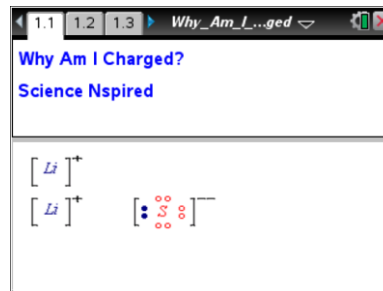 1.1 1.2 1.3 Why_Am_I_...ged
Why Am I Charged?
Science Nspired
[Li]+
[Li]+ [S]--